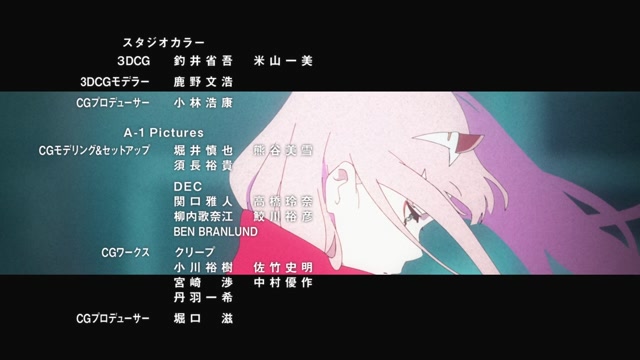 スタジオカラー
3DCG 釣井省吾 米山一美
3DCGモデラー 鹿野文浩
CGプロデューサー 小林浩康
A-1 Pictures
CGモデリング&セットアップ 堀井慎也 熊谷美雪
須長裕貴
DEC
関口雅人 高橋玲奈
柳内歌奈江 鮫川裕彦
BEN BRANLUND
CGワークス クリープ
小川裕樹 佐竹史明
宮崎渉 中村優作
丹羽一希
CGプロデューサー 堀口滋